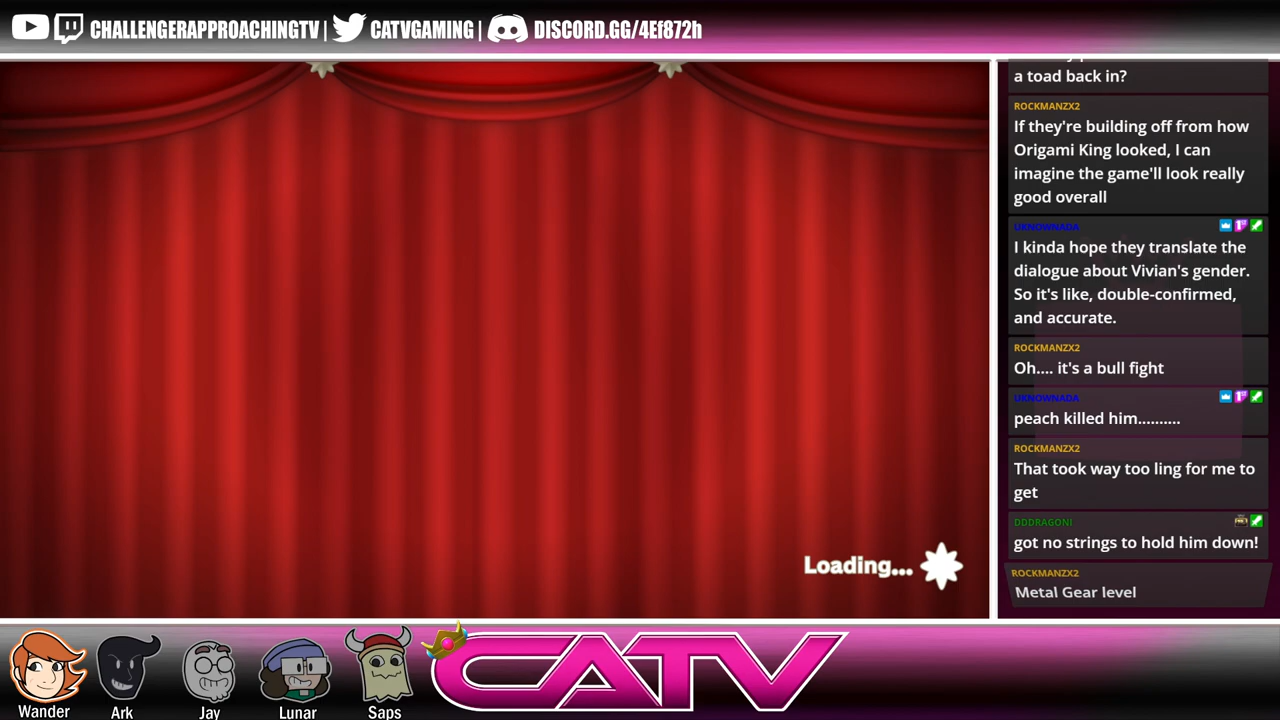 CHALLENGERAPPROACHINGTV | CATVGAMING | DISCORD.GG/4Ef872h
a toad back in?
ROCKMANZX2
If they're building off from how
Origami King looked, I can
imagine the game'll look really
good overall
UKNOWNADA
I kinda hope they translate the
dialogue about Vivian's gender.
So it's like, double-confirmed,
and accurate.
ROCKMANZX2
Oh.... it's a bull fight
UKNOWNADA
peach killed him..........
ROCKMANZX2
That took way too ling for me to
get
DDDRAGONI
got no strings to hold him down!
ROCKMANZX2
Metal Gear level
Loading...
CATV
Wander Ark Jay Lunar Saps